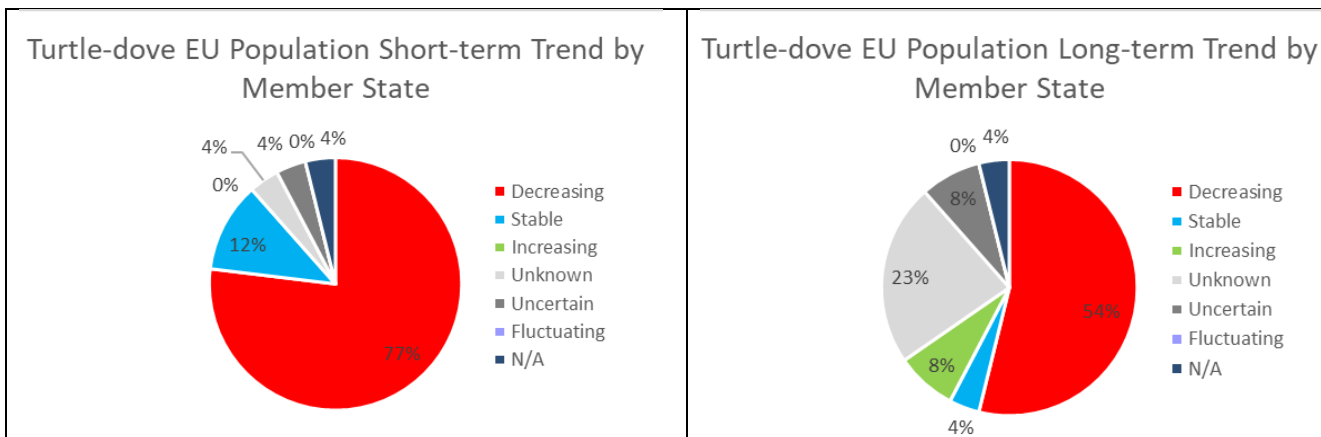 Turtle-dove EU Population Short-term Trend by
Member State
4%
4%
0%
4%
0%
12%
77%
Decreasing
Stable
Increasing
Unknown
Uncertain
Fluctuating
N/A
Turtle-dove EU Population Long-term Trend by
Member State
0%
4%
8%
23%
54%
8%
4%
Decreasing
Stable
Increasing
Unknown
Uncertain
Fluctuating
N/A